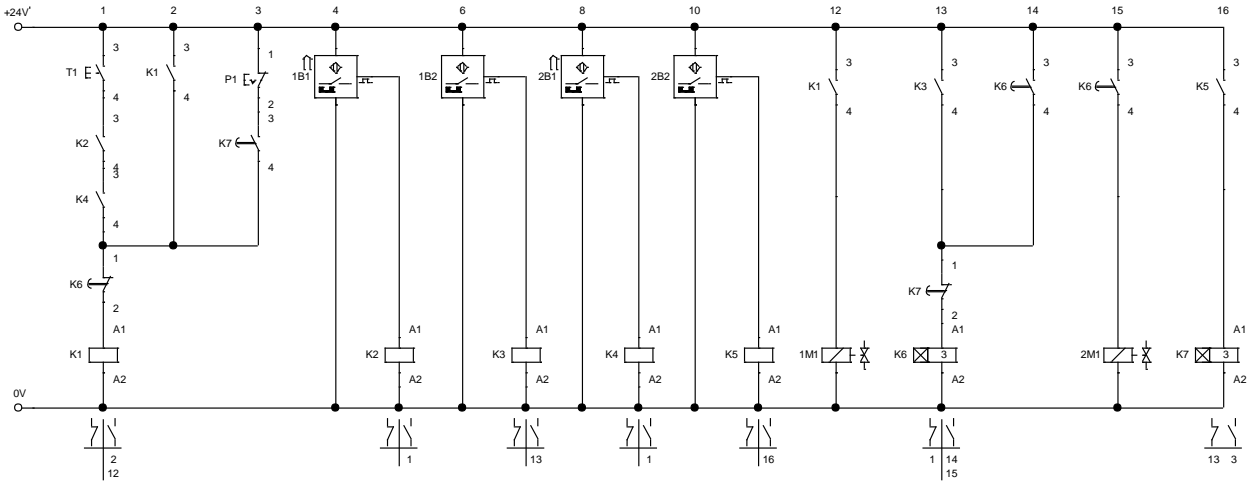 1 2 3 4 6 8 10 12 13 14 15 16
+24V'
3 3 1 3 3 3 3 3
T1 K1 P1 1B1 1B2 2B1 2B2 K1 K3 K6 K6 K5
4 4 2 4 4 4 4 4
3 3
K2 K7
4 4
3
K4
4
1 1
K6 K7
2 2
A1 A1 A1 A1 A1 A1 A1
K1 K2 K3 K4 K5 1M1 K6 3 2M1 K7 3
A2 A2 A2 A2 A2 A2 A2
0V
2 1 13 1 16 1 14 13 3
12 15